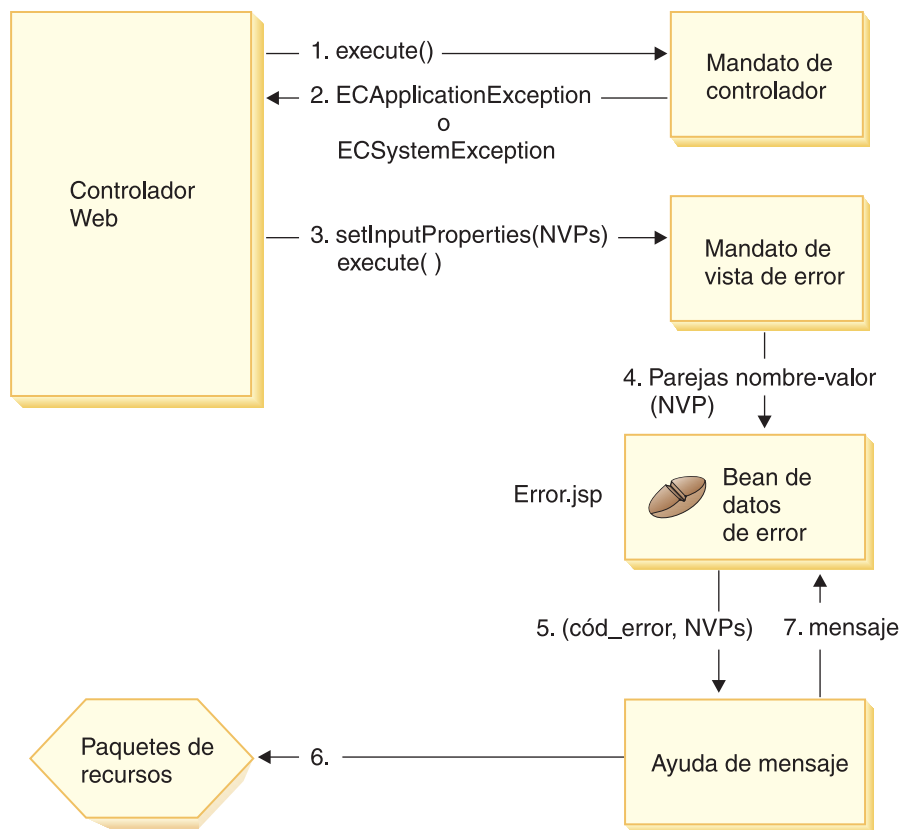 1. execute()
Mandato de
controlador
2. ECApplicationException
o
ECSystemException
Controlador
Web
3. setInputProperties(NVPs)
execute( )
Mandato de
vista de error
4. Parejas nombre-valor
(NVP)
Error.jsp
Bean de
datos
de error
5. (cód_error, NVPs)
7. mensaje
Paquetes de
recursos
6.
Ayuda de mensaje